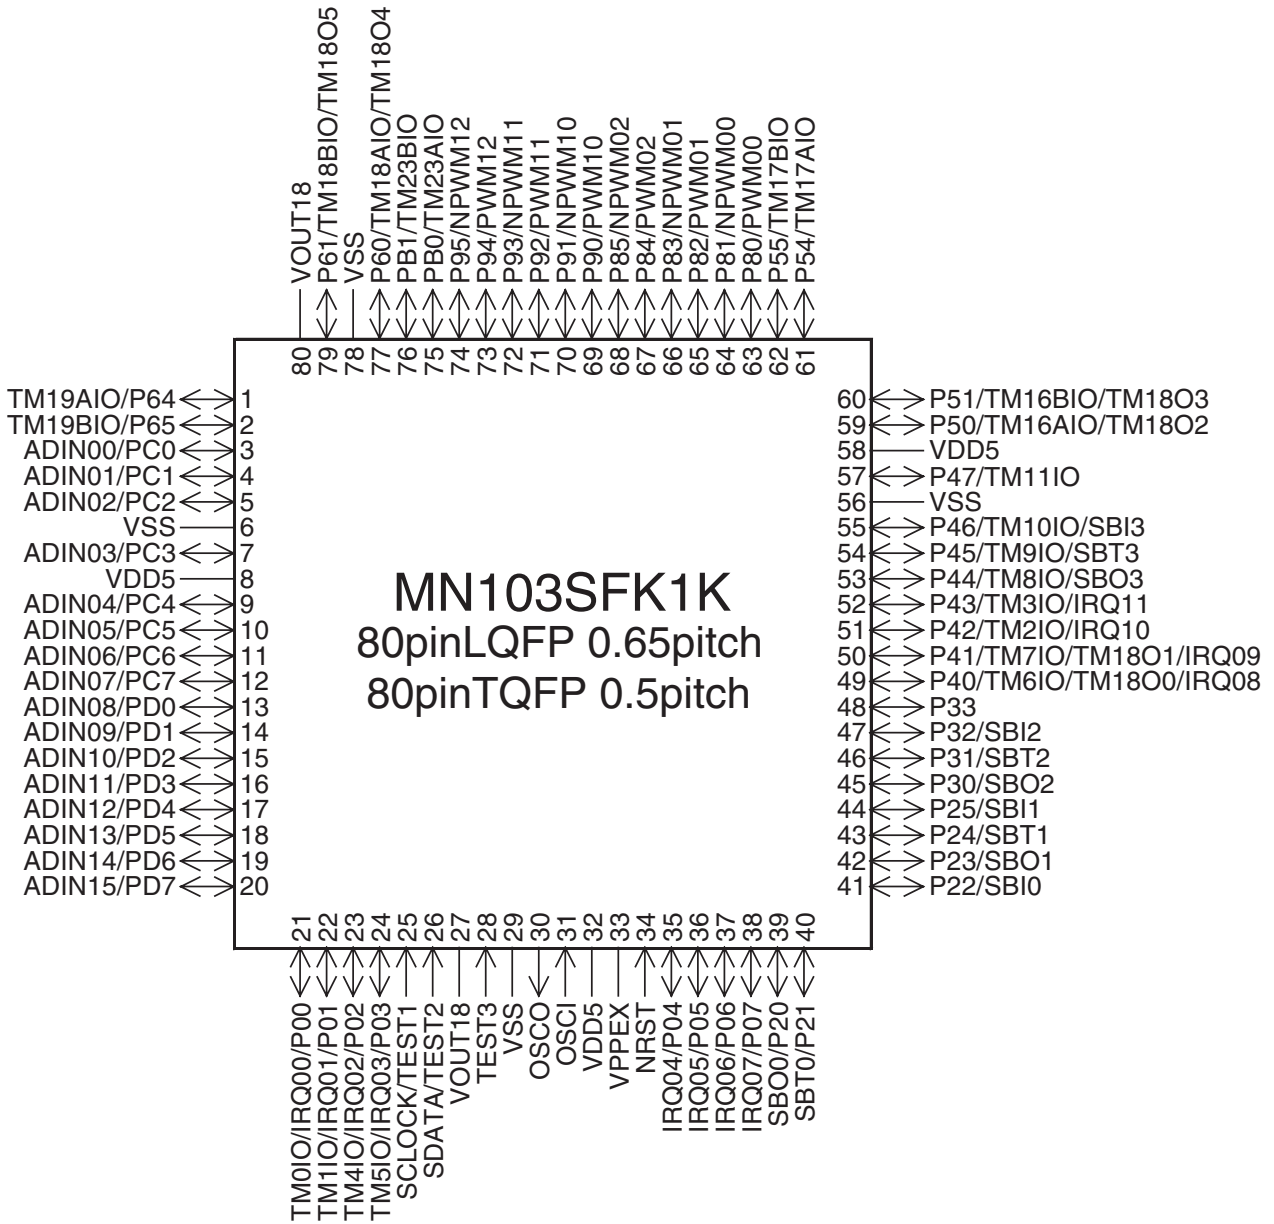 VOUT18
P61/TM18BIO/TM18O5
VSS
P60/TM18AIO/TM18O4
PB1/TM23BIO
PB0/TM23AIO
P95/NPWM12
P94/PWM12
P93/NPWM11
P92/PWM11
P91/NPWM10
P90/PWM10
P85/NPWM02
P84/PWM02
P83/NPWM01
P82/PWM01
P81/NPWM00
P80/PWM00
P55/TM17BIO
P54/TM17AIO
80
79
78
77
76
75
74
73
72
71
70
69
68
67
66
65
64
63
62
61
TM19AIO/P64 1
TM19BIO/P65 2
ADIN00/PC0 3
ADIN01/PC1 4
ADIN02/PC2 5
VSS 6
ADIN03/PC3 7
VDD5 8
ADIN04/PC4 9
ADIN05/PC5 10
ADIN06/PC6 11
ADIN07/PC7 12
ADIN08/PD0 13
ADIN09/PD1 14
ADIN10/PD2 15
ADIN11/PD3 16
ADIN12/PD4 17
ADIN13/PD5 18
ADIN14/PD6 19
ADIN15/PD7 20
MN103SFK1K
80pinLQFP 0.65pitch
80pinTQFP 0.5pitch
60 P51/TM16BIO/TM18O3
59 P50/TM16AIO/TM18O2
58 VDD5
57 P47/TM11IO
56 VSS
55 P46/TM10IO/SBI3
54 P45/TM9IO/SBT3
53 P44/TM8IO/SBO3
52 P43/TM3IO/IRQ11
51 P42/TM2IO/IRQ10
50 P41/TM7IO/TM18O1/IRQ09
49 P40/TM6IO/TM18O0/IRQ08
48 P33
47 P32/SBI2
46 P31/SBT2
45 P30/SBO2
44 P25/SBI1
43 P24/SBT1
42 P23/SBO1
41 P22/SBI0
21
22
23
24
25
26
27
28
29
30
31
32
33
34
35
36
37
38
39
40
TM0IO/IRQ00/P00
TM1IO/IRQ01/P01
TM4IO/IRQ02/P02
TM5IO/IRQ03/P03
SCLOCK/TEST1
SDATA/TEST2
VOUT18
TEST3
VSS
OSCO
OSCI
VDD5
VPPEX
NRST
IRQ04/P04
IRQ05/P05
IRQ06/P06
IRQ07/P07
SBO0/P20
SBT0/P21